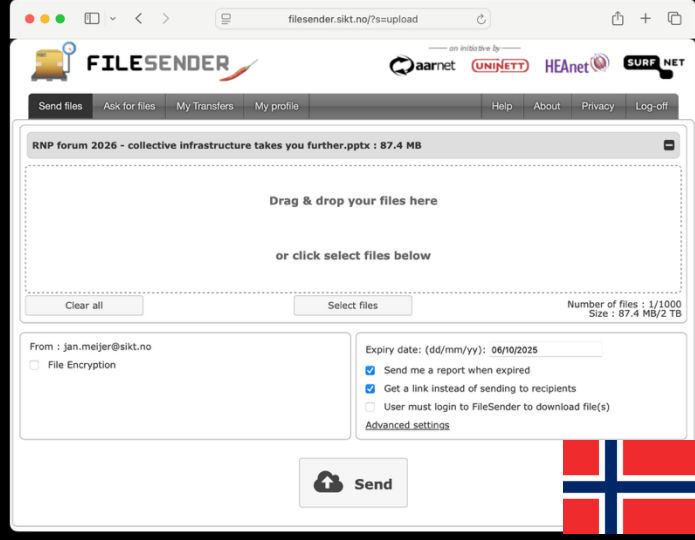 filesender.sikt.no/?s=upload
FILESENDER
on initiative by
aarnet
UNINETT
HEAnet
SURF NET
Send files
Ask for files
My Transfers
My profile
Help
About
Privacy
Log-off
RNP forum 2026 - collective infrastructure takes you further.pptx : 87.4 MB
Drag & drop your files here
or click select files below
Clear all
Select files
Number of files : 1/1000
Size : 87.4 MB/2 TB
From : jan.meijer@sikt.no
File Encryption
Expiry date: (dd/mm/yy): 06/10/2025
Send me a report when expired
Get a link instead of sending to recipients
User must login to FileSender to download file(s)
Advanced settings
Send